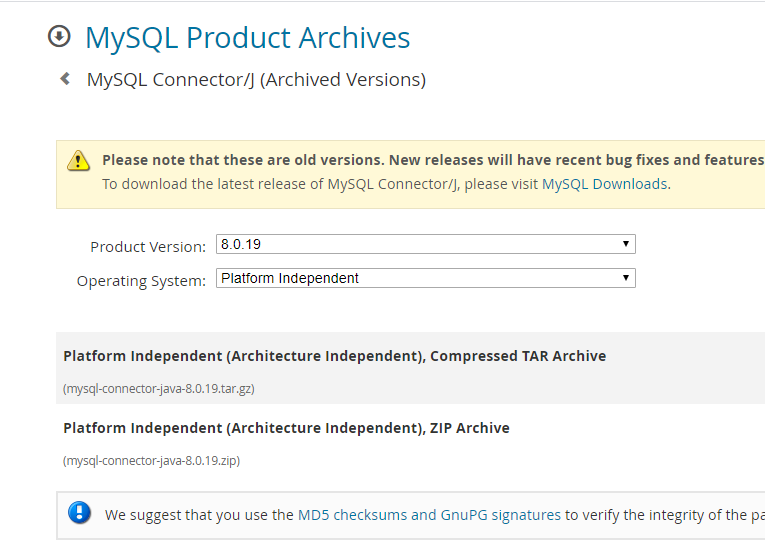 MySQL Product Archives
MySQL Connector/J (Archived Versions)
Please note that these are old versions. New releases will have recent bug fixes and features
To download the latest release of MySQL Connector/J, please visit MySQL Downloads.
Product Version: 8.0.19
Operating System: Platform Independent
Platform Independent (Architecture Independent), Compressed TAR Archive
(mysql-connector-java-8.0.19.tar.gz)
Platform Independent (Architecture Independent), ZIP Archive
(mysql-connector-java-8.0.19.zip)
We suggest that you use the MD5 checksums and GnuPG signatures to verify the integrity of the